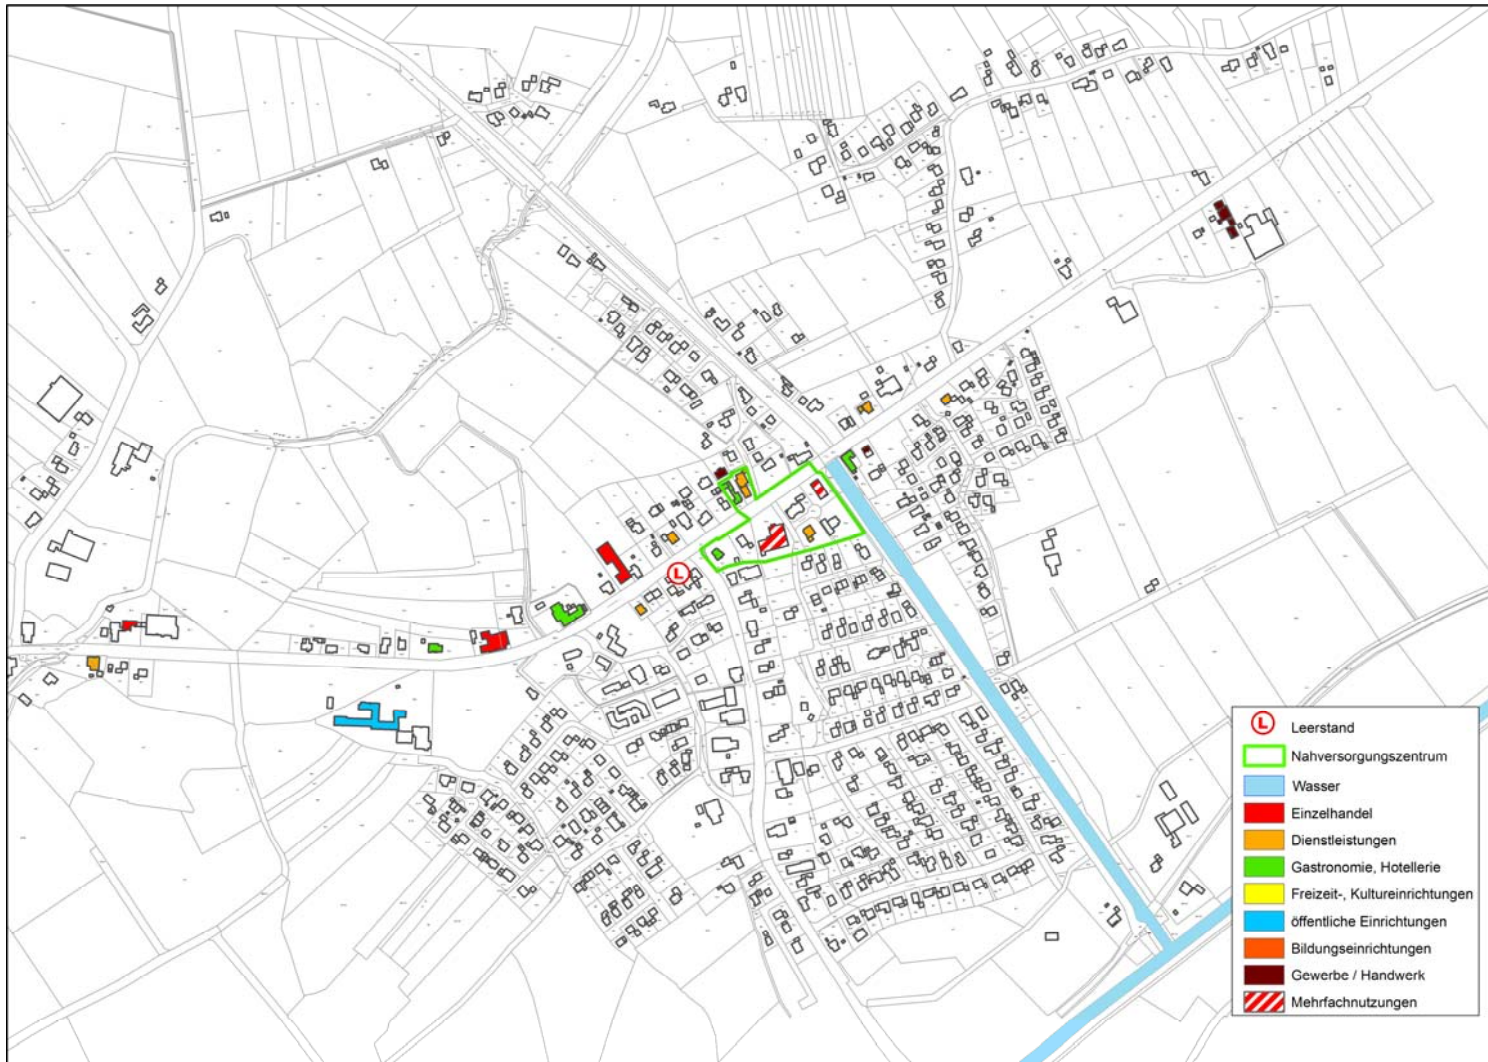 L
L
Leerstand
Nahversorgungszentrum
Wasser
Einzelhandel
Dienstleistungen
Gastronomie, Hotellerie
Freizeit-, Kultureinrichtungen
öffentliche Einrichtungen
Bildungseinrichtungen
Gewerbe / Handwerk
Mehrfachnutzungen